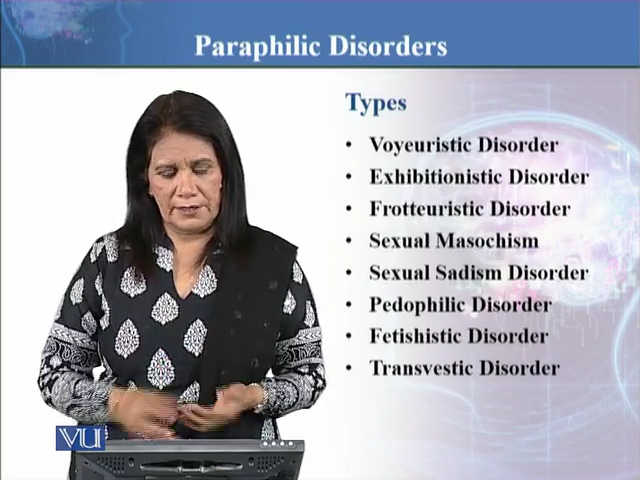 Paraphilic Disorders
Types
• Voyeuristic Disorder
• Exhibitionistic Disorder
• Frotteuristic Disorder
• Sexual Masochism
• Sexual Sadism Disorder
• Pedophilic Disorder
• Fetishistic Disorder
• Transvestic Disorder
VU